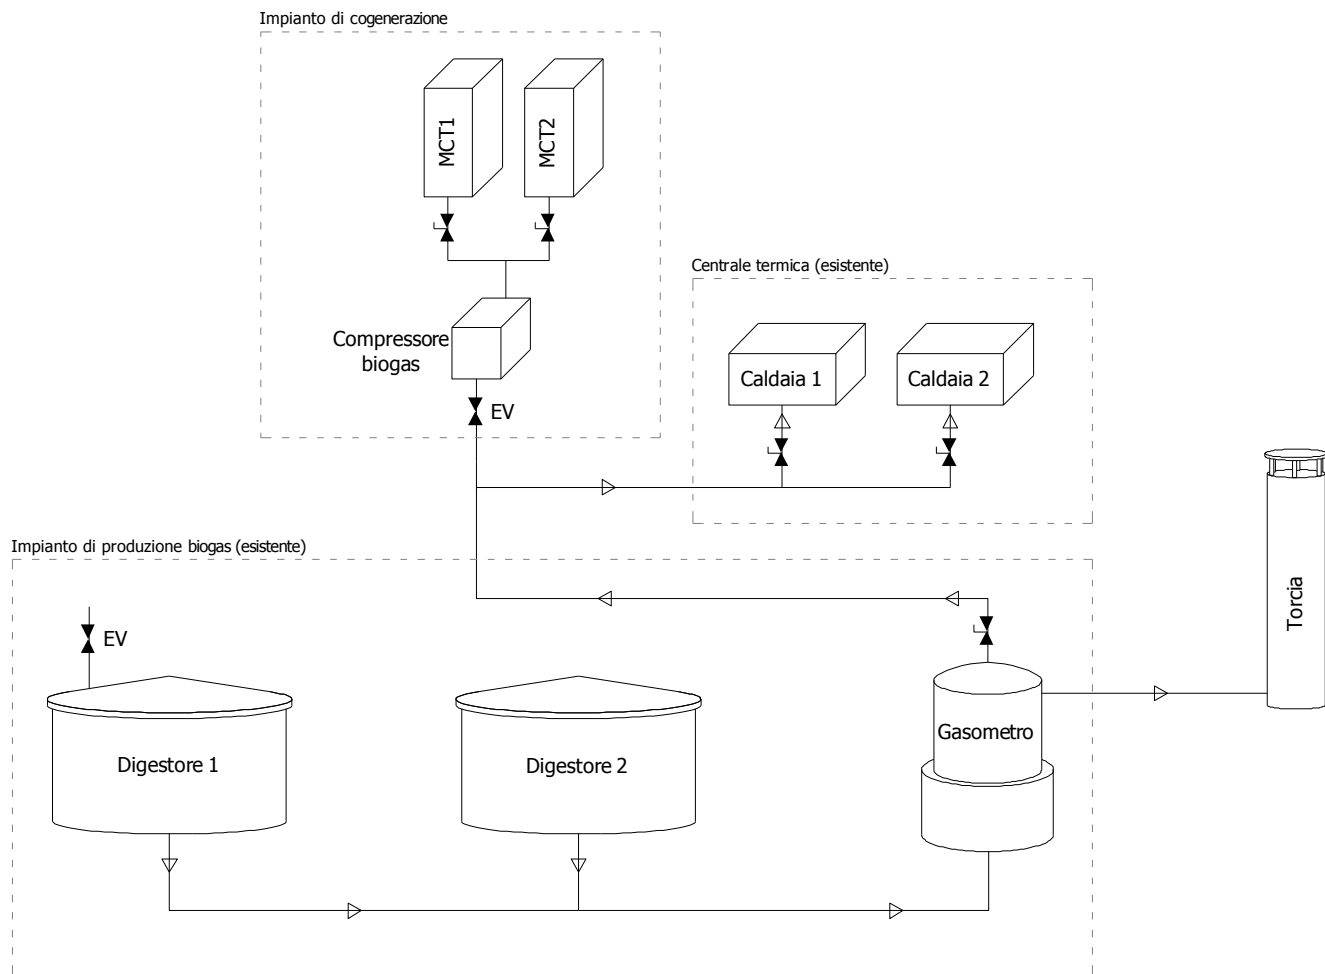 Impianto di cogenerazione
MCT1
MCT2
Compressore
biogas
EV
Centrale termica (esistente)
Caldaia 1
Caldaia 2
Impianto di produzione biogas (esistente)
EV
Digestore 1
Digestore 2
Gasometro
Torcia